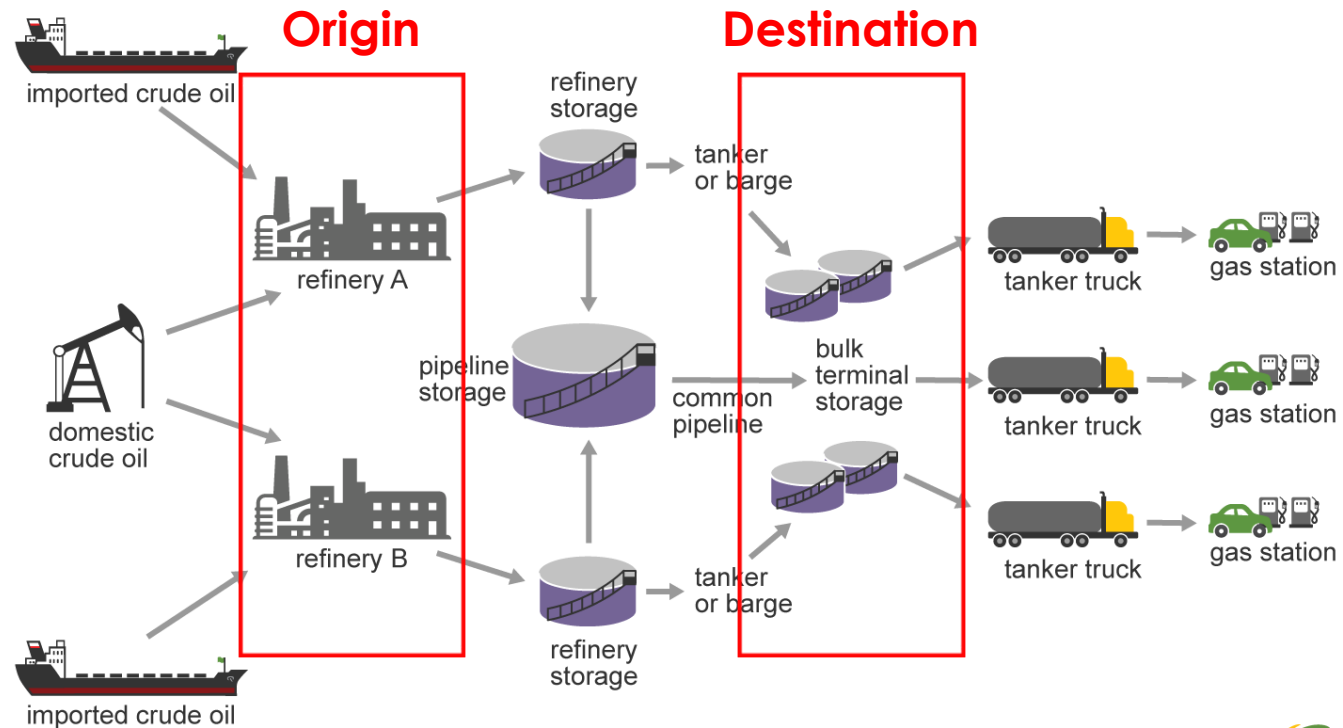 Origin
Destination
imported crude oil
refinery
storage
tanker
or barge
refinery A
tanker truck
gas station
pipeline
storage
common
pipeline
bulk
terminal
storage
tanker truck
gas station
domestic
crude oil
refinery B
tanker
or barge
tanker truck
gas station
refinery
storage
imported crude oil